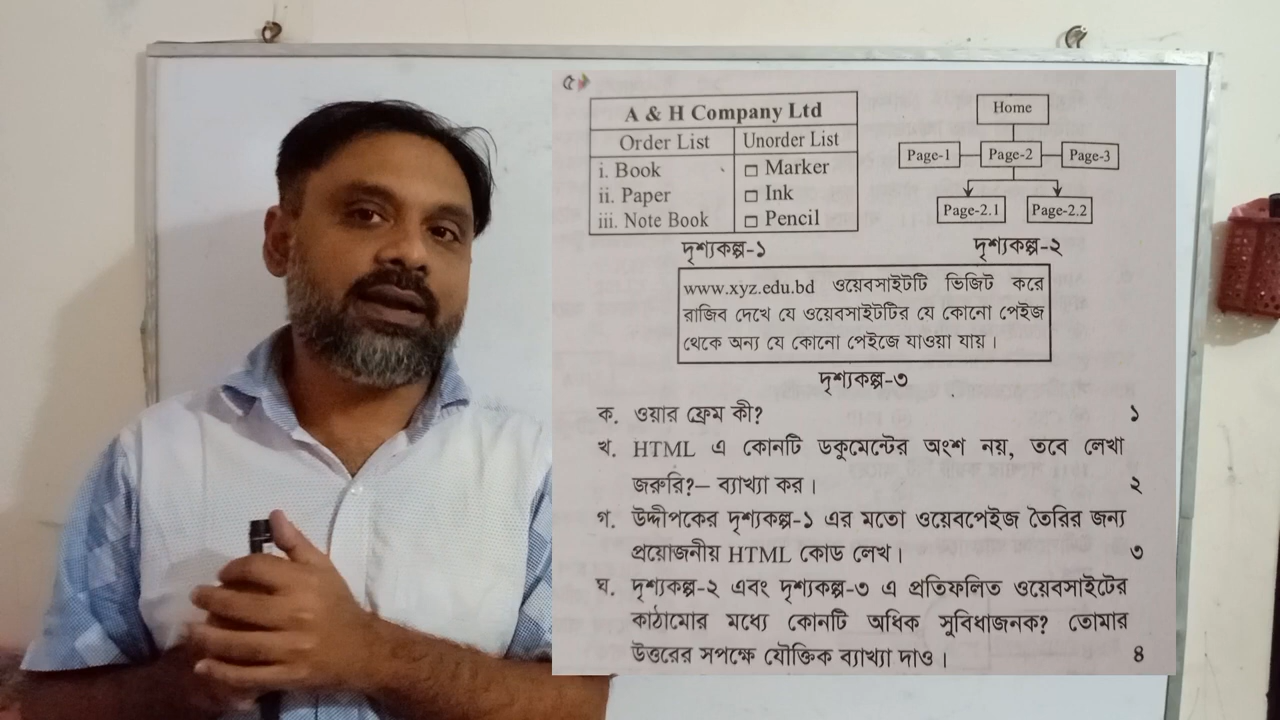 ৫
A & H Company Ltd
Order List Unorder List
i. Book □ Marker
ii. Paper □ Ink
iii. Note Book □ Pencil
দৃশ্যকল্প-১
Home
Page-1 Page-2 Page-3
Page-2.1 Page-2.2
দৃশ্যকল্প-২
www.xyz.edu.bd ওয়েবসাইটটি ভিজিট করে
রাজিব দেখে যে ওয়েবসাইটটির যে কোনো পেইজ
থেকে অন্য যে কোনো পেইজে যাওয়া যায়।
দৃশ্যকল্প-৩
ক. ওয়ার ফ্রেম কী? ১
খ. HTML এ কোনটি ডকুমেন্টের অংশ নয়, তবে লেখা
জরুরি?– ব্যাখ্যা কর। ২
গ. উদ্দীপকের দৃশ্যকল্প-১ এর মতো ওয়েবপেইজ তৈরির জন্য
প্রয়োজনীয় HTML কোড লেখ। ৩
ঘ. দৃশ্যকল্প-২ এবং দৃশ্যকল্প-৩ এ প্রতিফলিত ওয়েবসাইটের
কাঠামোর মধ্যে কোনটি অধিক সুবিধাজনক? তোমার
উত্তরের সপক্ষে যৌক্তিক ব্যাখ্যা দাও। ৪